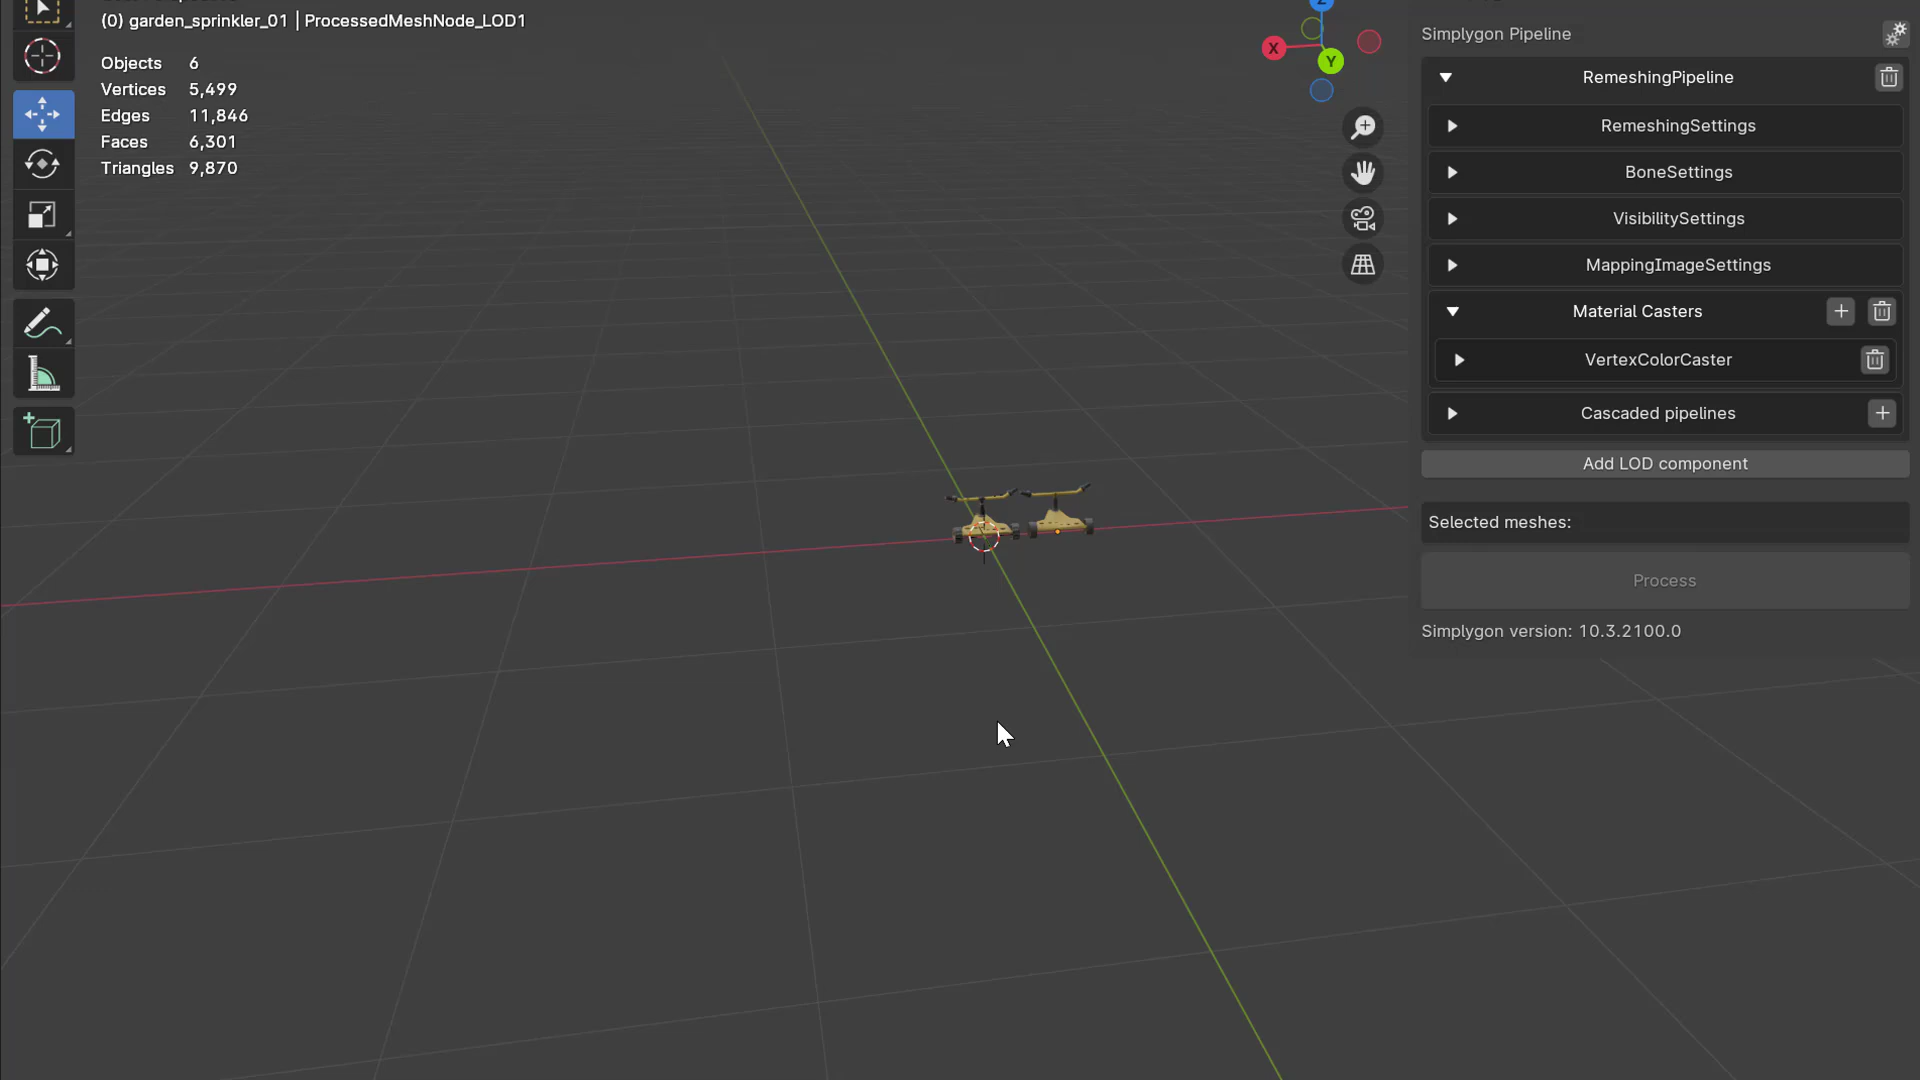 (0) garden_sprinkler_01 | ProcessedMeshNode_LOD1
Objects 6
Vertices 5,499
Edges 11,846
Faces 6,301
Triangles 9,870
X
Y
Z
Simplygon Pipeline
RemeshingPipeline
RemeshingSettings
BoneSettings
VisibilitySettings
MappingImageSettings
Material Casters
VertexColorCaster
Cascaded pipelines
Add LOD component
Selected meshes:
Process
Simplygon version: 10.3.2100.0